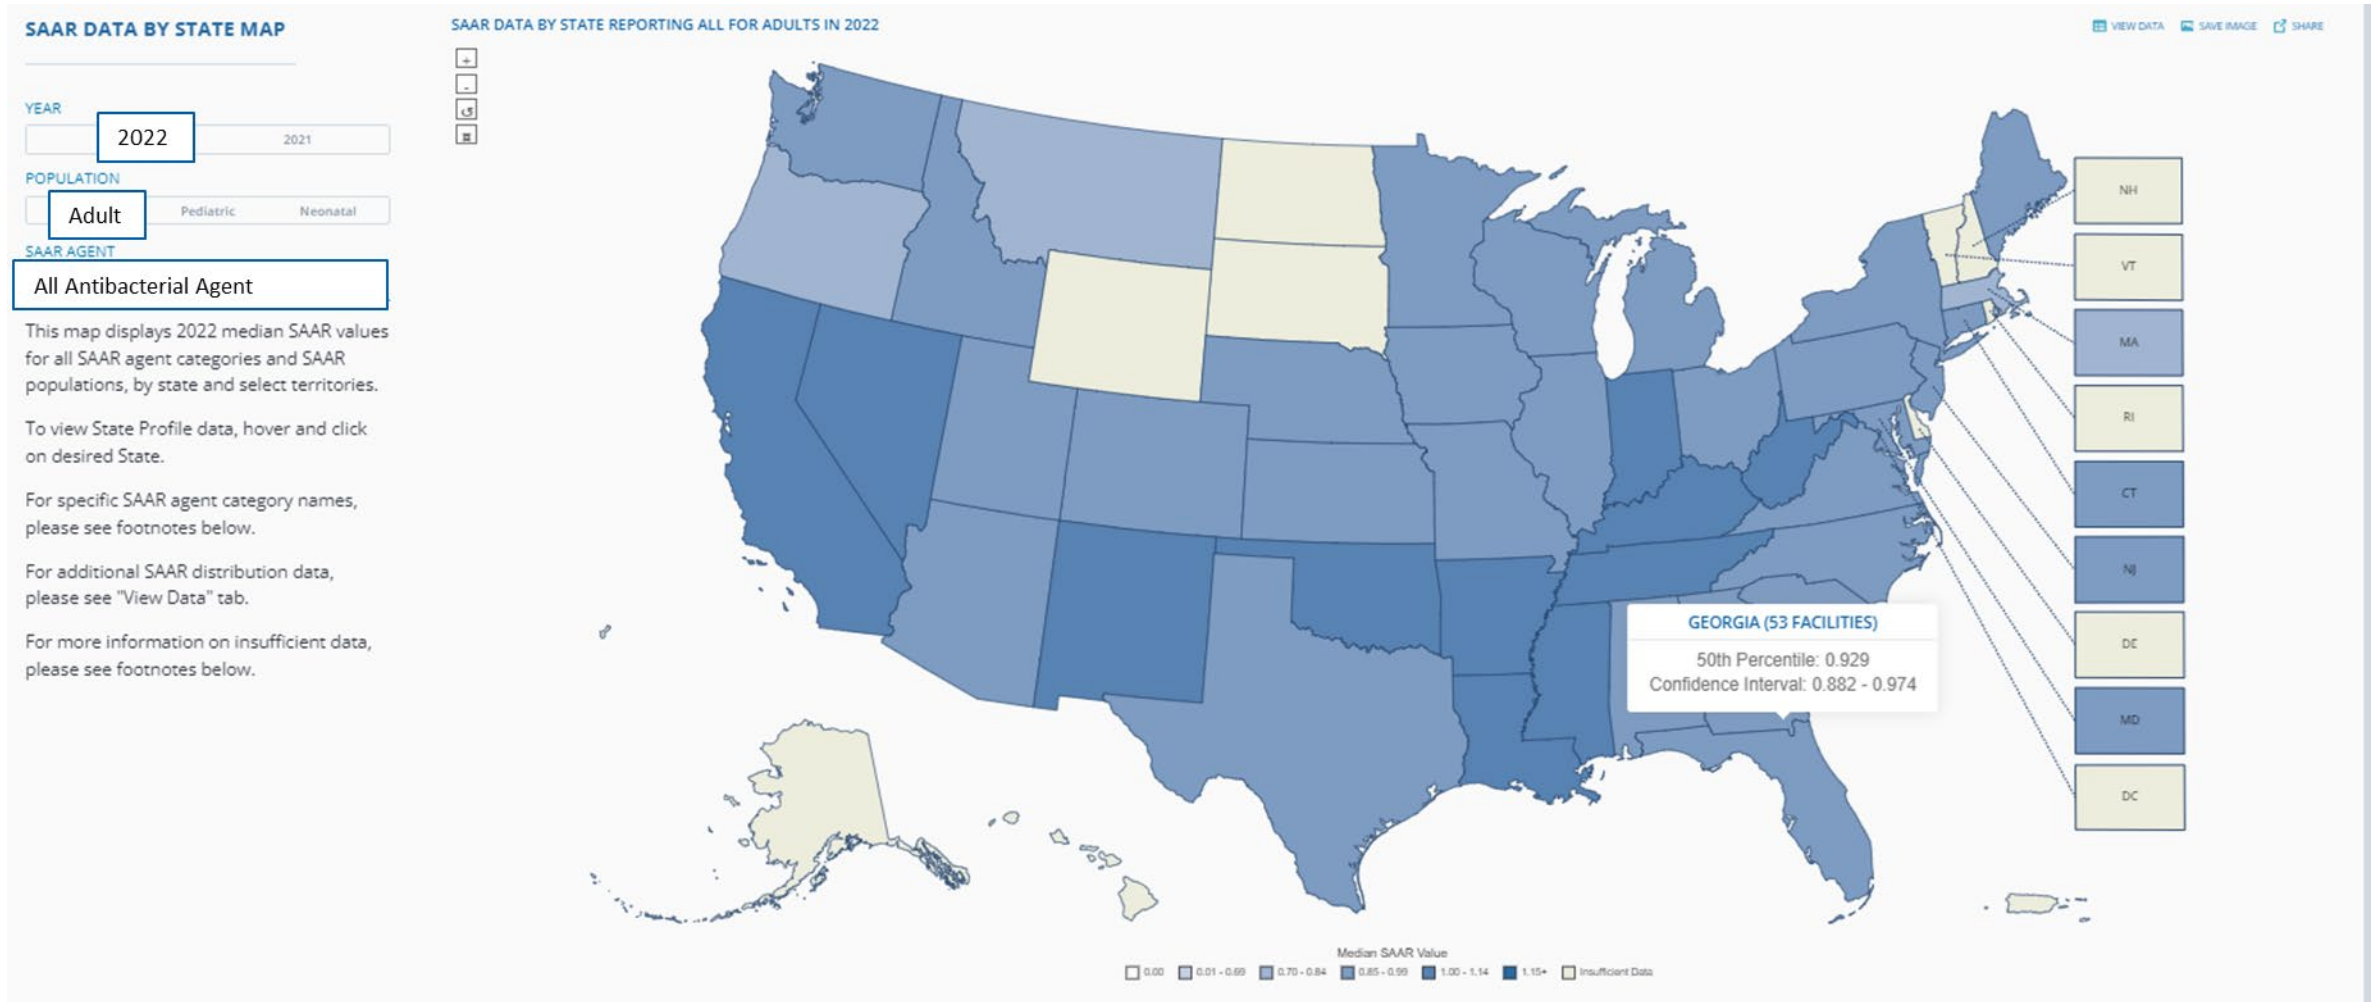 SAAR DATA BY STATE MAP
SAAR DATA BY STATE REPORTING ALL FOR ADULTS IN 2022
VIEW DATA
SAVE IMAGE
SHARE
+
-
YEAR
2022
2021
POPULATION
Adult
Pediatric
Neonatal
SAAR AGENT
All Antibacterial Agent
This map displays 2022 median SAAR values
for all SAAR agent categories and SAAR
populations, by state and select territories.
To view State Profile data, hover and click
on desired State.
For specific SAAR agent category names,
please see footnotes below.
For additional SAAR distribution data,
please see "View Data" tab.
For more information on insufficient data,
please see footnotes below.
NH
VT
MA
RI
CT
NJ
DE
MD
DC
GEORGIA (53 FACILITIES)
50th Percentile: 0.929
Confidence Interval: 0.882 - 0.974
Median SAAR Value
0.00
0.01 - 0.69
0.70 - 0.84
0.85 - 0.99
1.00 - 1.14
1.15+
Insufficient Data